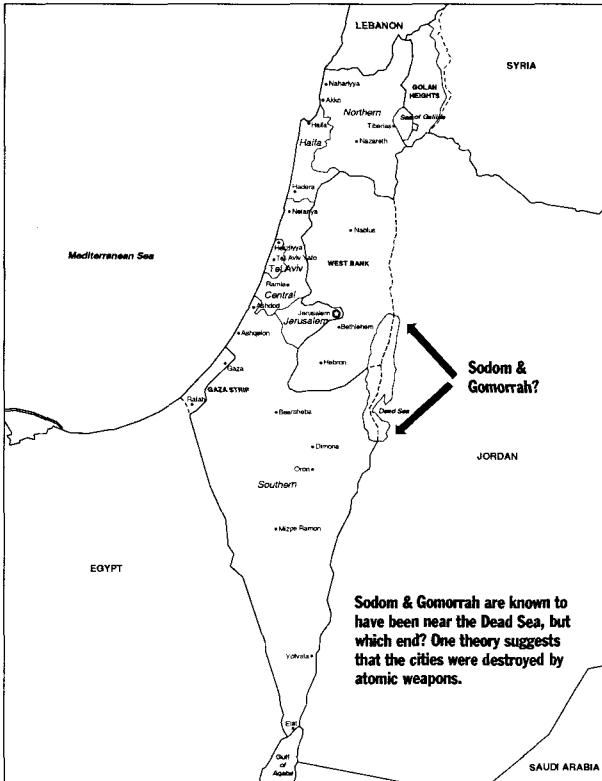 LEBANON
SYRIA
Nahariyya
GOLAN
HEIGHTS
Akko
Northern
Sea of Galilee
Haifa
Tiberias
Haifa
Nazareth
Hadera
Netanya
Nablus
Mediterranean Sea
Herzliyya
Tel Aviv Yafo
WEST BANK
Tel Aviv
Ramla
Central
Ashdod
Jerusalem
Jerusalem
Bethlehem
Ashqelon
Sodom &
Gomorrah?
Hebron
Gaza
GAZA STRIP
Rafah
Dead Sea
Beersheba
Dimona
JORDAN
Oron
Southern
Mizpe Ramon
EGYPT
Sodom & Gomorrah are known to
have been near the Dead Sea, but
which end? One theory suggests
that the cities were destroyed by
atomic weapons.
Yotvata
Elat
Gulf
of
Aqaba
SAUDI ARABIA